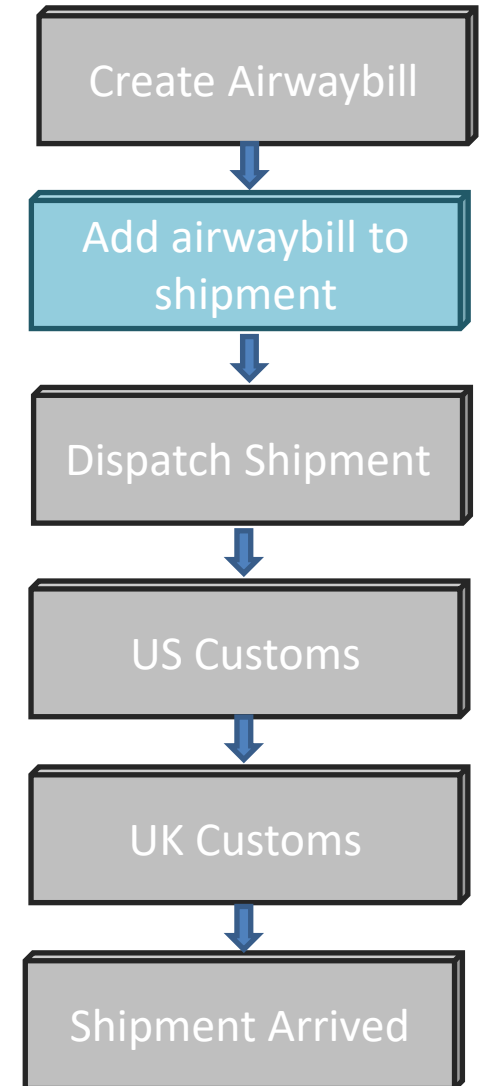 Create Airwaybill
Add airwaybill to
shipment
Dispatch Shipment
US Customs
UK Customs
Shipment Arrived